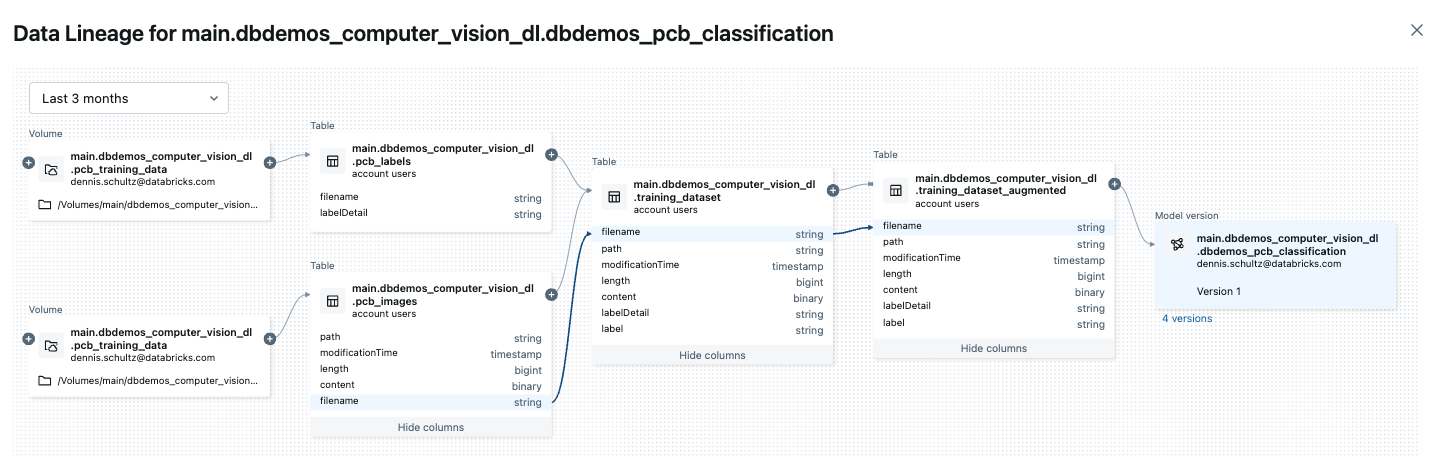 Data Lineage for main.dbdemos_computer_vision_dl.dbdemos_pcb_classification
Last 3 months
Volume
main.dbdemos_computer_vision_dl
.pcb_training_data
dennis.schultz@databricks.com
/Volumes/main/dbdemos_computer_vision...
Volume
main.dbdemos_computer_vision_dl
.pcb_training_data
dennis.schultz@databricks.com
/Volumes/main/dbdemos_computer_vision...
Table
main.dbdemos_computer_vision_dl
.pcb_labels
account users
filename string
labelDetail string
Table
main.dbdemos_computer_vision_dl
.pcb_images
account users
path string
modificationTime timestamp
length bigint
content binary
filename string
Hide columns
Table
main.dbdemos_computer_vision_dl
.training_dataset
account users
filename string
path string
modificationTime timestamp
length bigint
content binary
labelDetail string
label string
Hide columns
Table
main.dbdemos_computer_vision_dl
.training_dataset_augmented
account users
filename string
path string
modificationTime timestamp
length bigint
content binary
labelDetail string
label string
Hide columns
Model version
main.dbdemos_computer_vision_dl
.dbdemos_pcb_classification
dennis.schultz@databricks.com
Version 1
4 versions